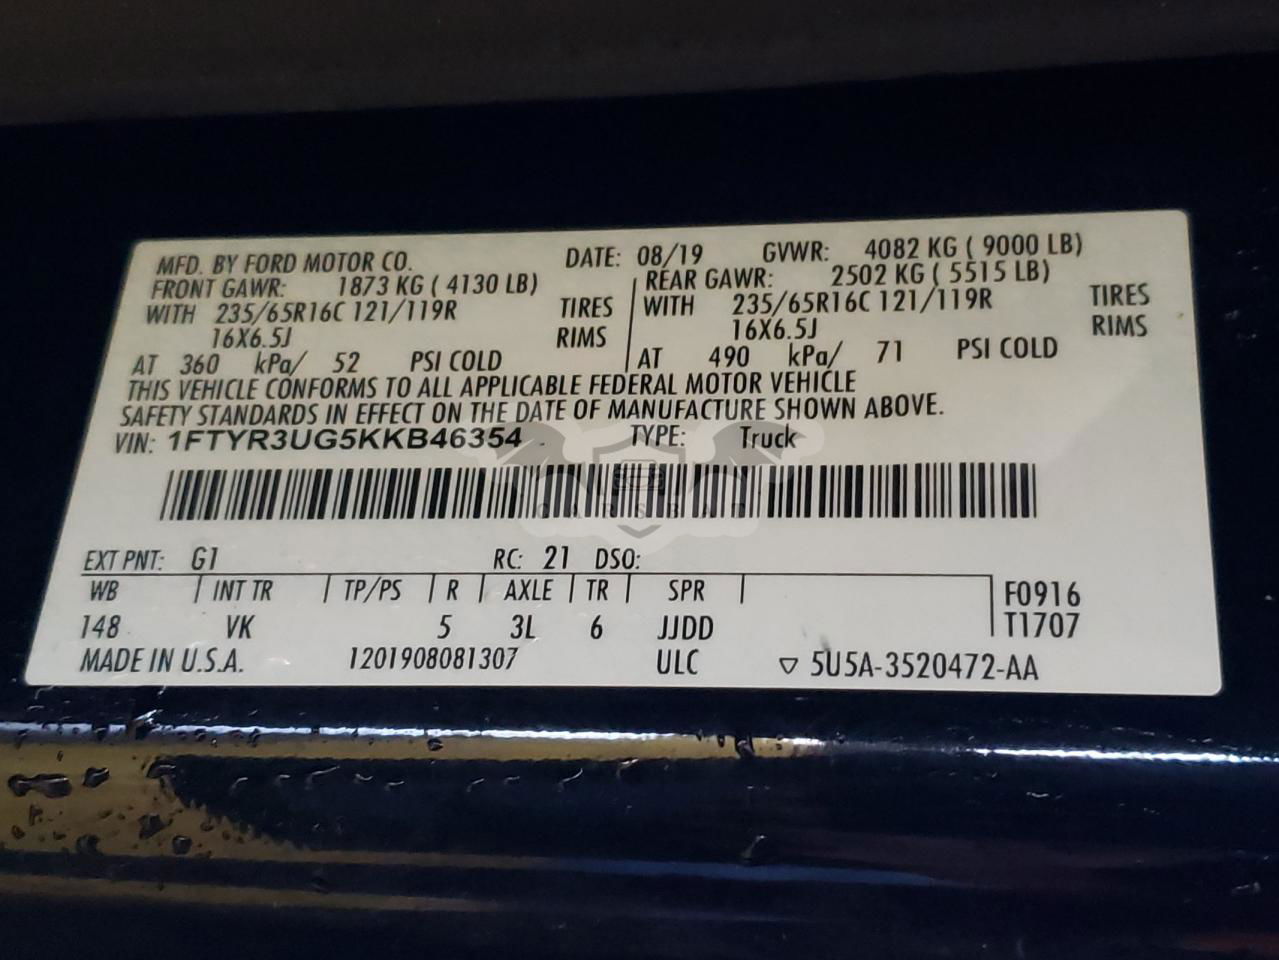 MFD. BY FORD MOTOR CO. DATE: 08/19 GVWR: 4082 KG ( 9000 LB)
FRONT GAWR: 1873 KG ( 4130 LB) REAR GAWR: 2502 KG ( 5515 LB)
WITH 235/65R16C 121/119R TIRES WITH 235/65R16C 121/119R TIRES
16X6.5J RIMS 16X6.5J RIMS
AT 360 kPa/ 52 PSI COLD AT 490 kPa/ 71 PSI COLD
THIS VEHICLE CONFORMS TO ALL APPLICABLE FEDERAL MOTOR VEHICLE
SAFETY STANDARDS IN EFFECT ON THE DATE OF MANUFACTURE SHOWN ABOVE.
VIN: 1FTYR3UG5KKB46354 TYPE: Truck
CARSBAT
EXT PNT: G1 RC: 21 DSO:
WB INT TR TP/PS R AXLE TR SPR F0916
148 VK 5 3L 6 JJDD T1707
MADE IN U.S.A. 1201908081307 ULC ▽ 5U5A-3520472-AA